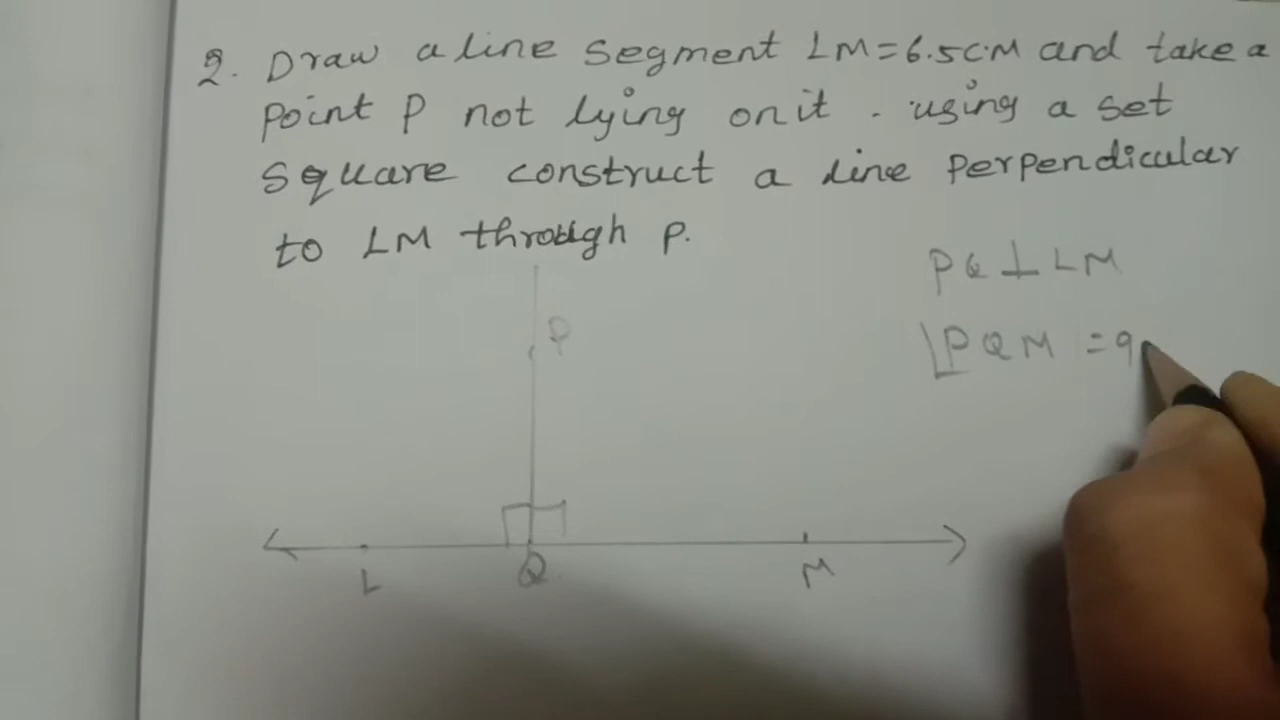 2. Draw a line segment LM=6.5CM and take a
point P not lying on it. using a set
square construct a line perpendicular
to LM through P.
PQ⊥LM
∠PQM = 9
P
L Q M